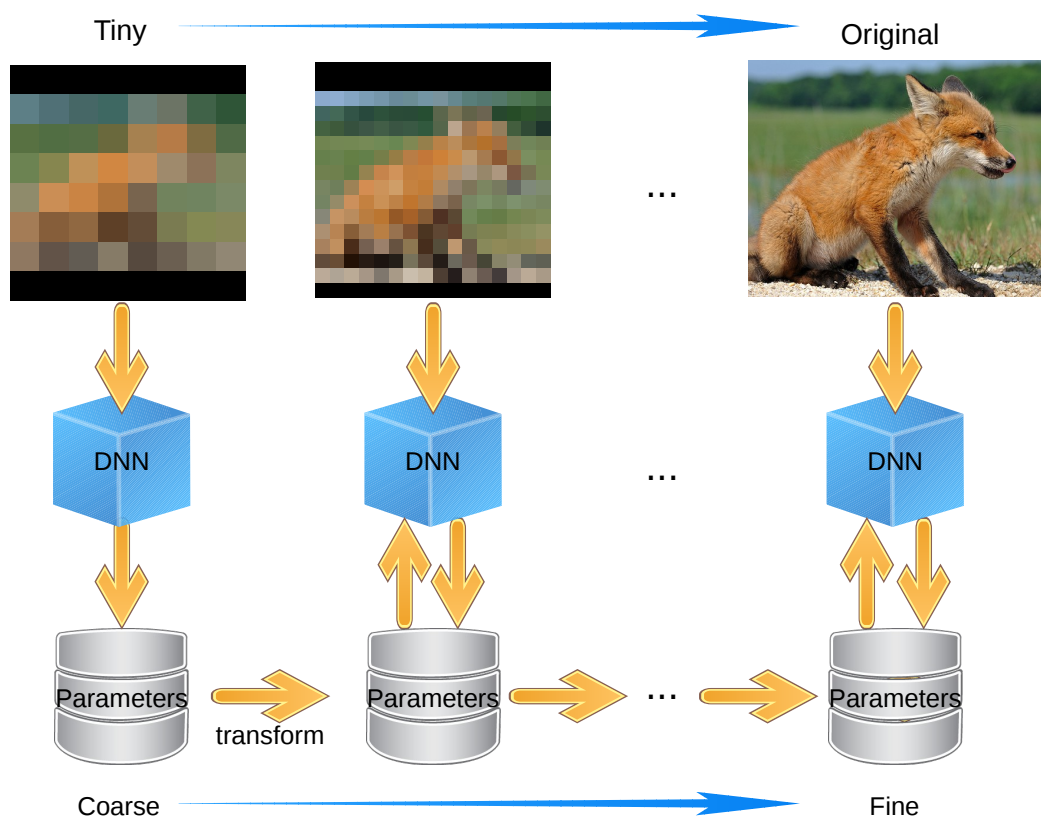 Tiny
Original
...
DNN
DNN
...
DNN
Parameters
Parameters
...
Parameters
transform
Coarse
Fine